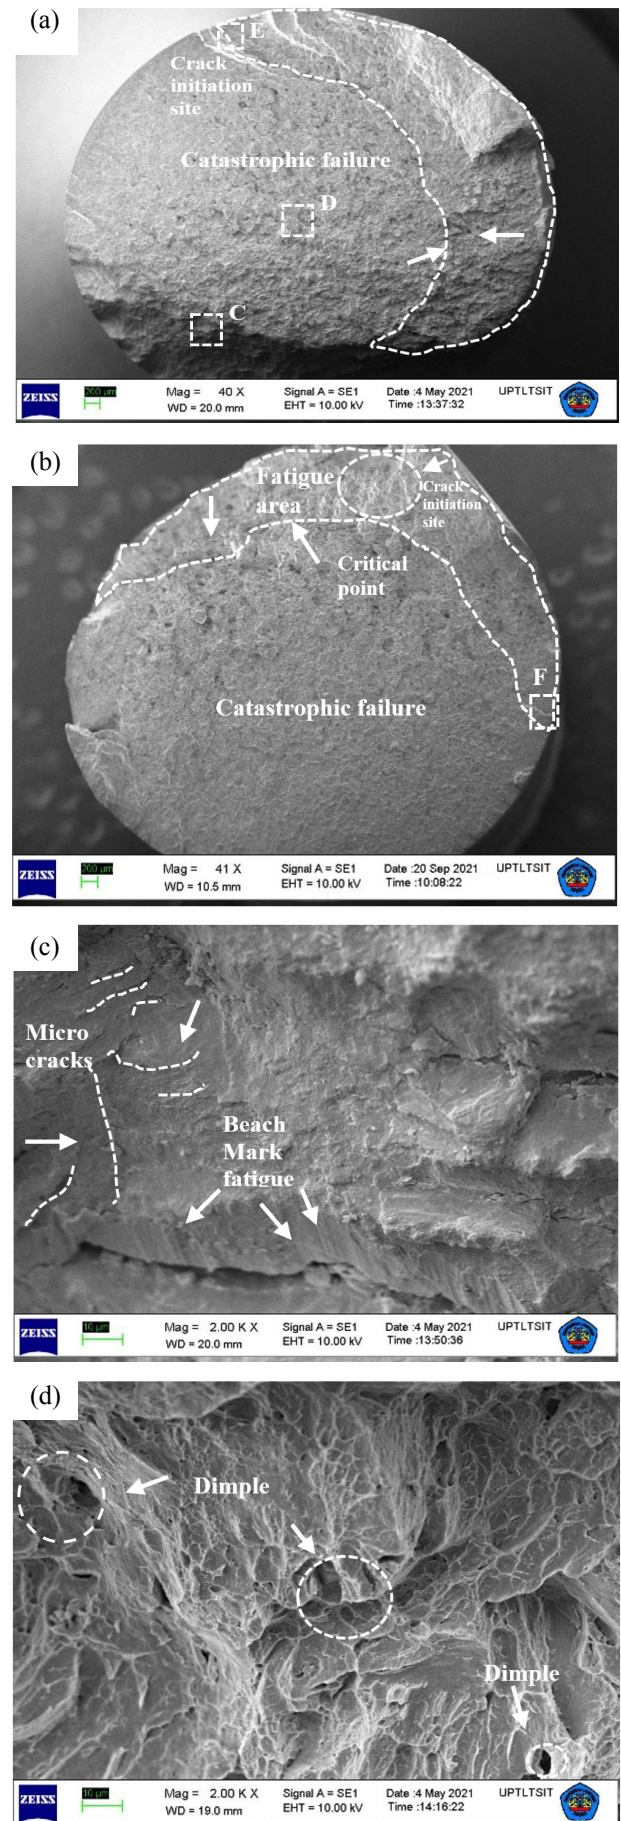 (a)
E
Crack
initiation
site
Catastrophic failure
D
C
ZEISS
200 µm
Mag = 40 X
WD = 20.0 mm
Signal A = SE1
EHT = 10.00 kV
Date :4 May 2021
Time :13:37:32
UPTLTSIT
(b)
Fatigue
area
Crack
initiation
site
Critical
point
F
Catastrophic failure
ZEISS
200 µm
Mag = 41 X
WD = 10.5 mm
Signal A = SE1
EHT = 10.00 kV
Date :20 Sep 2021
Time :10:08:22
UPTLTSIT
(c)
Micro
cracks
Beach
Mark
fatigue
ZEISS
10 µm
Mag = 2.00 K X
WD = 20.0 mm
Signal A = SE1
EHT = 10.00 kV
Date :4 May 2021
Time :13:50:36
UPTLTSIT
(d)
Dimple
Dimple
ZEISS
10 µm
Mag = 2.00 K X
WD = 19.0 mm
Signal A = SE1
EHT = 10.00 kV
Date :4 May 2021
Time :14:16:22
UPTLTSIT